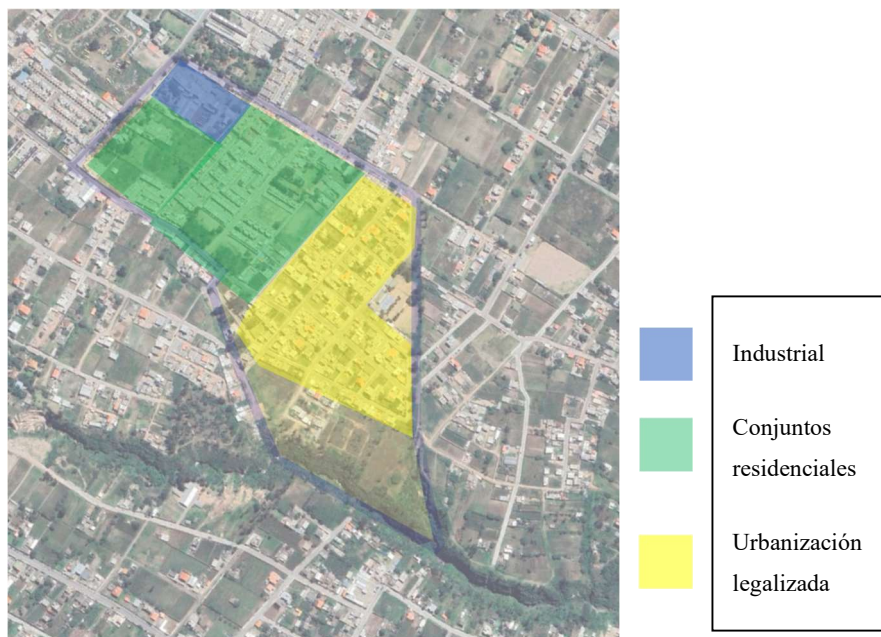 Industrial
Conjuntos
residenciales
Urbanización
legalizada